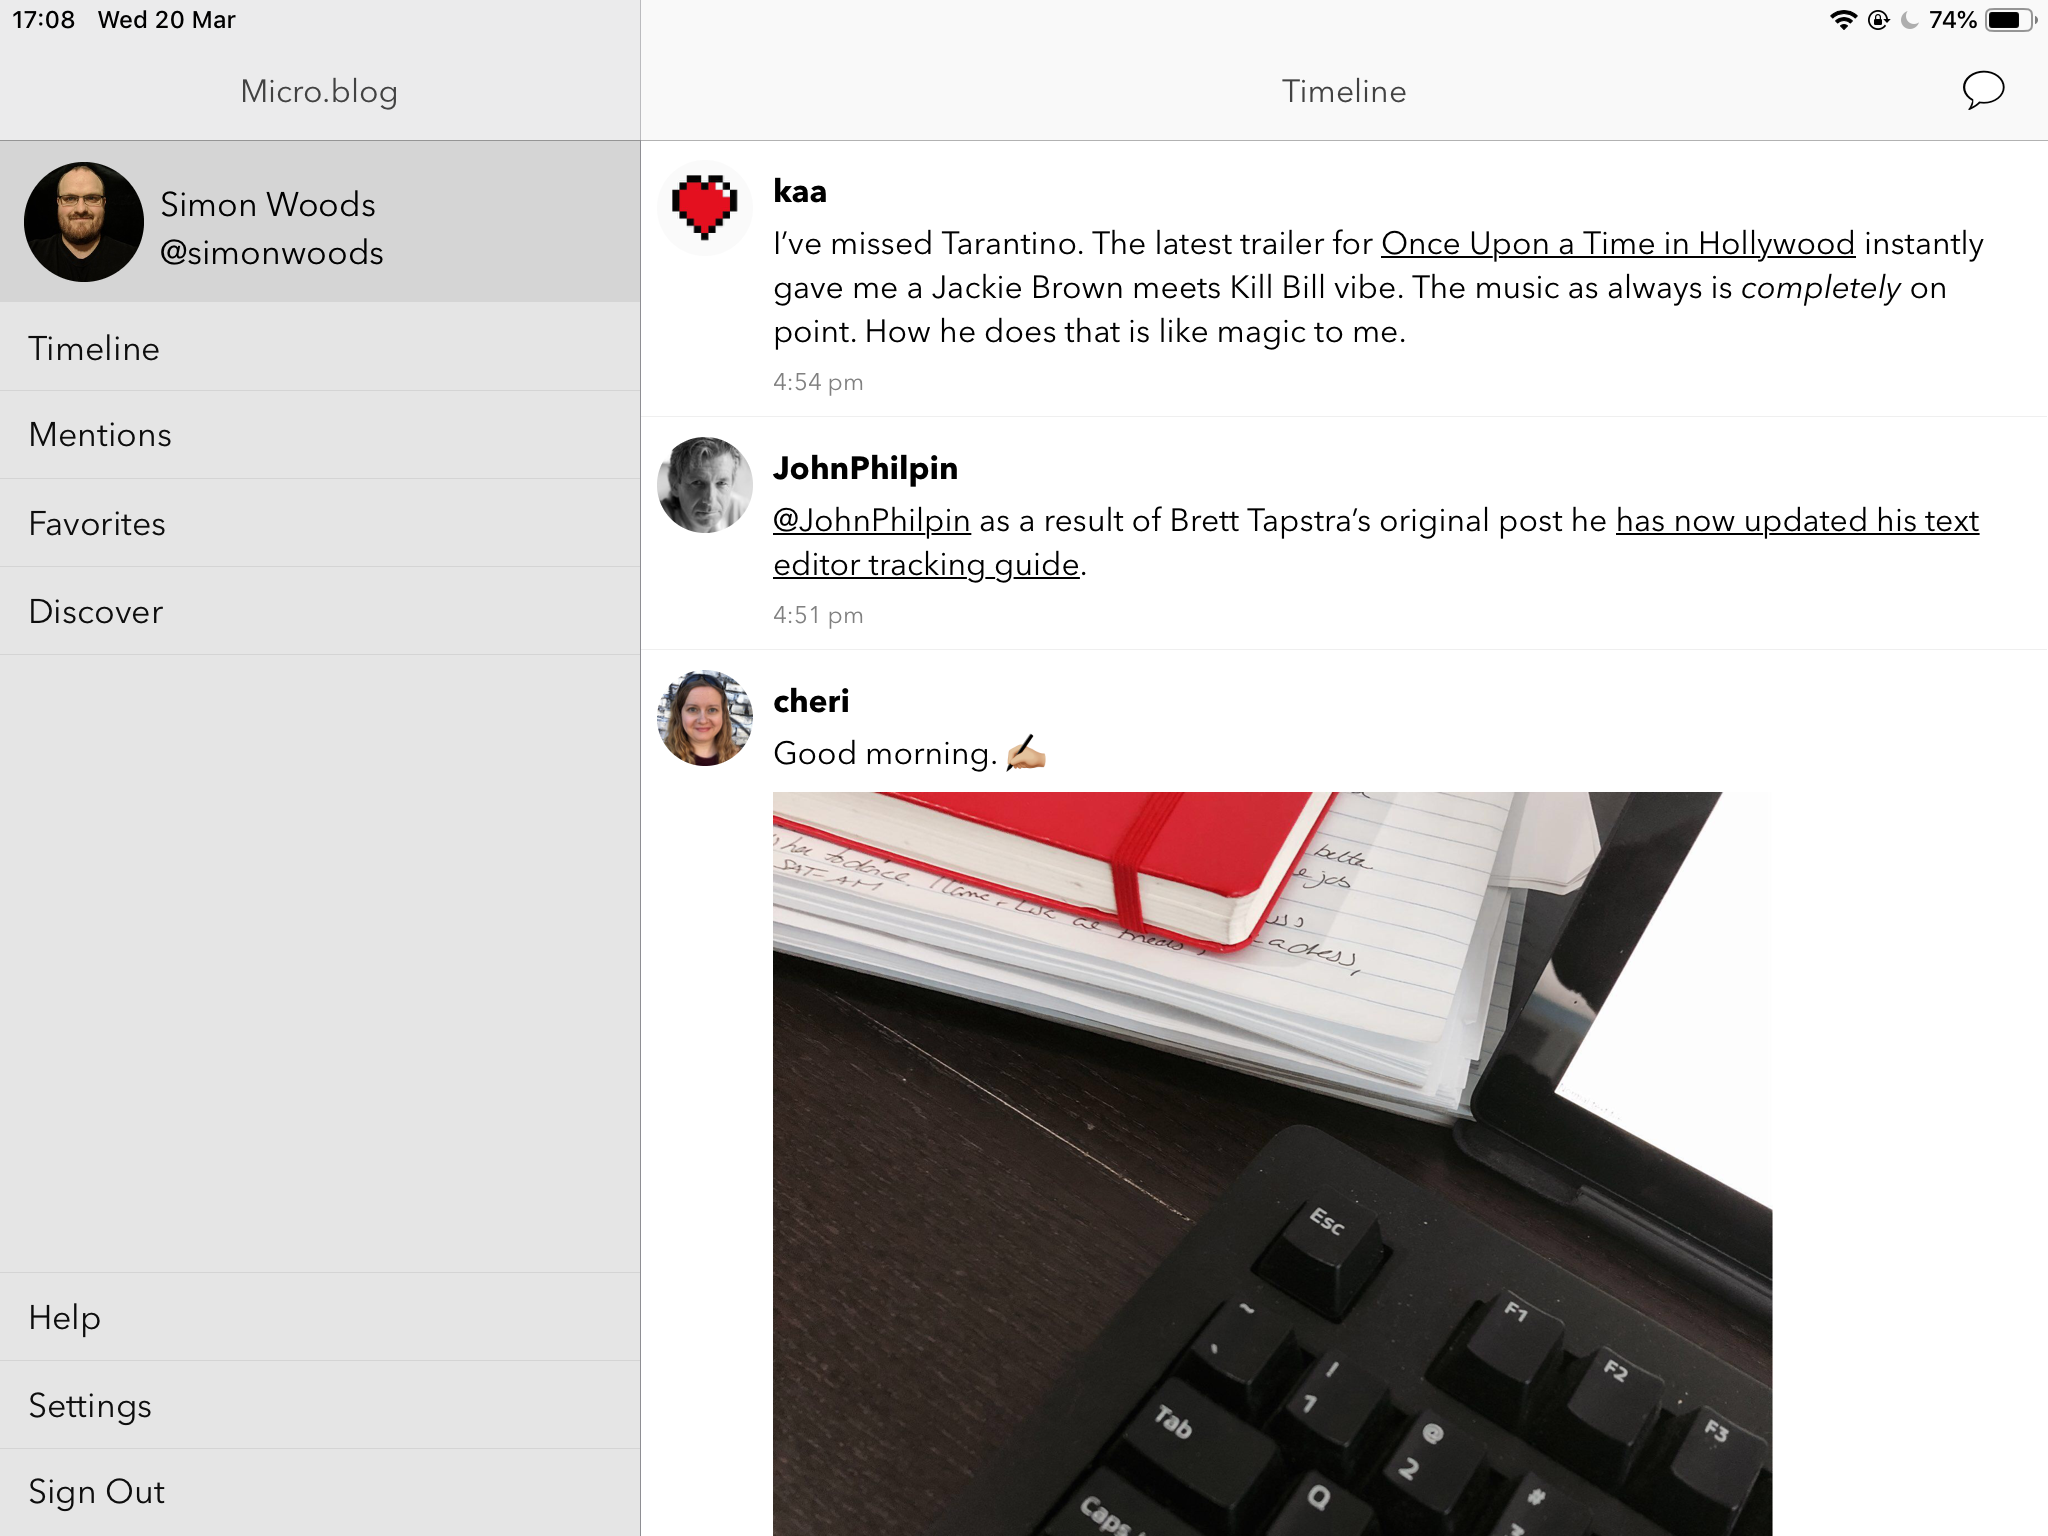 17:08 Wed 20 Mar
74%
Micro.blog
Simon Woods
@simonwoods
Timeline
Mentions
Favorites
Discover
Help
Settings
Sign Out
Timeline
kaa
I’ve missed Tarantino. The latest trailer for Once Upon a Time in Hollywood instantly
gave me a Jackie Brown meets Kill Bill vibe. The music as always is completely on
point. How he does that is like magic to me.
4:54 pm
JohnPhilpin
@JohnPhilpin as a result of Brett Tapstra’s original post he has now updated his text
editor tracking guide.
4:51 pm
cheri
Good morning. ✍🏼
better
SAT-AM
Esc
~
`
! 1
@ 2
#
F1
F2
F3
Tab
Q
Caps